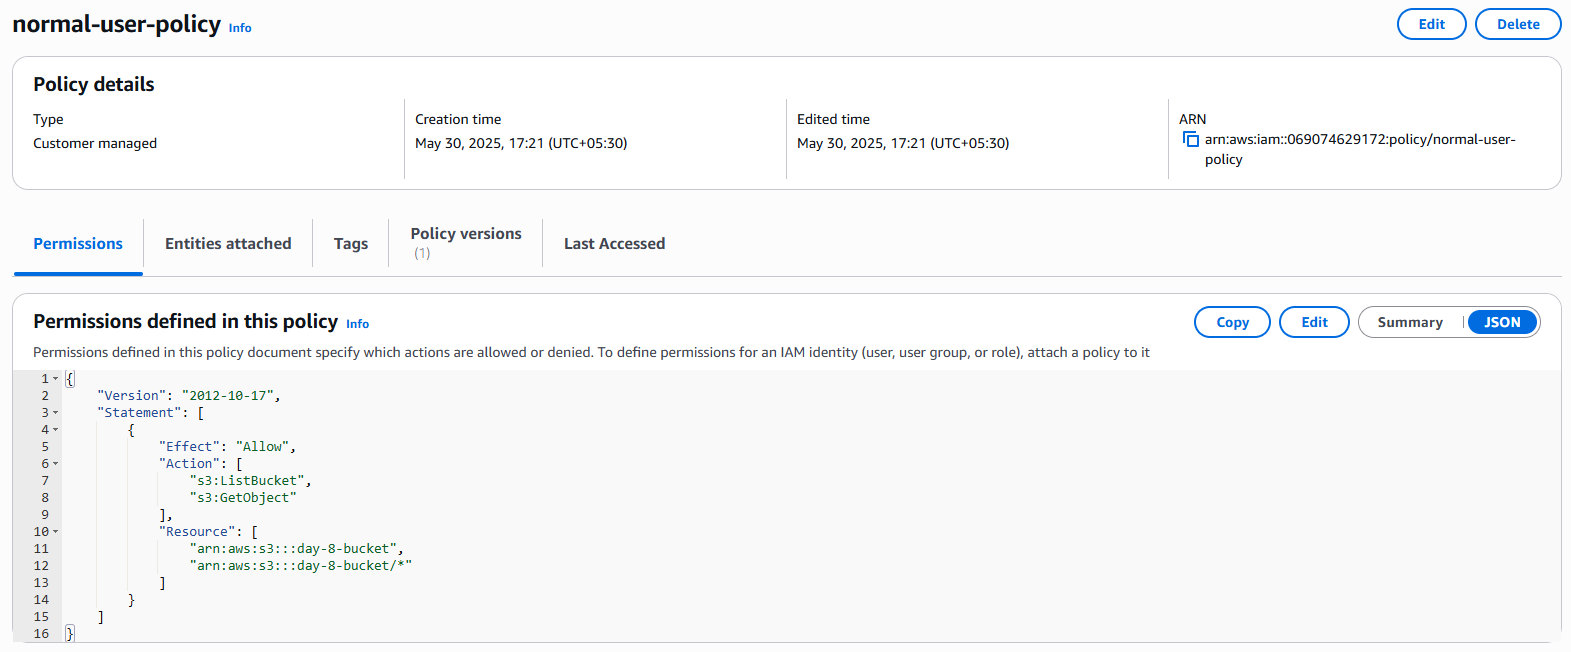 normal-user-policy Info
Edit
Delete
Policy details
Type
Customer managed
Creation time
May 30, 2025, 17:21 (UTC+05:30)
Edited time
May 30, 2025, 17:21 (UTC+05:30)
ARN
arn:aws:iam::069074629172:policy/normal-user-
policy
Permissions
Entities attached
Tags
Policy versions
(1)
Last Accessed
Permissions defined in this policy Info
Copy
Edit
Summary
JSON
Permissions defined in this policy document specify which actions are allowed or denied. To define permissions for an IAM identity (user, user group, or role), attach a policy to it
1 {
2 "Version": "2012-10-17",
3 "Statement": [
4 {
5 "Effect": "Allow",
6 "Action": [
7 "s3:ListBucket",
8 "s3:GetObject"
9 ],
10 "Resource": [
11 "arn:aws:s3:::day-8-bucket",
12 "arn:aws:s3:::day-8-bucket/*"
13 ]
14 }
15 ]
16 }